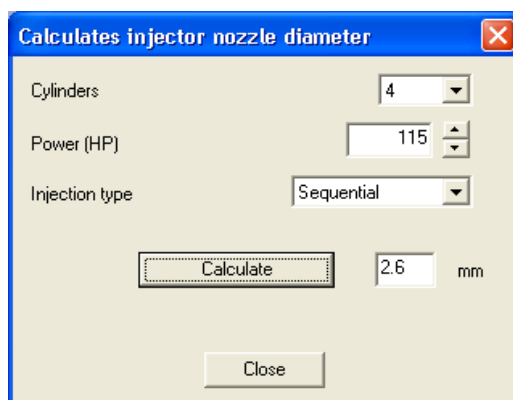 Calculates injector nozzle diameter
Cylinders 4
Power (HP) 115
Injection type Sequential
Calculate 2.6 mm
Close